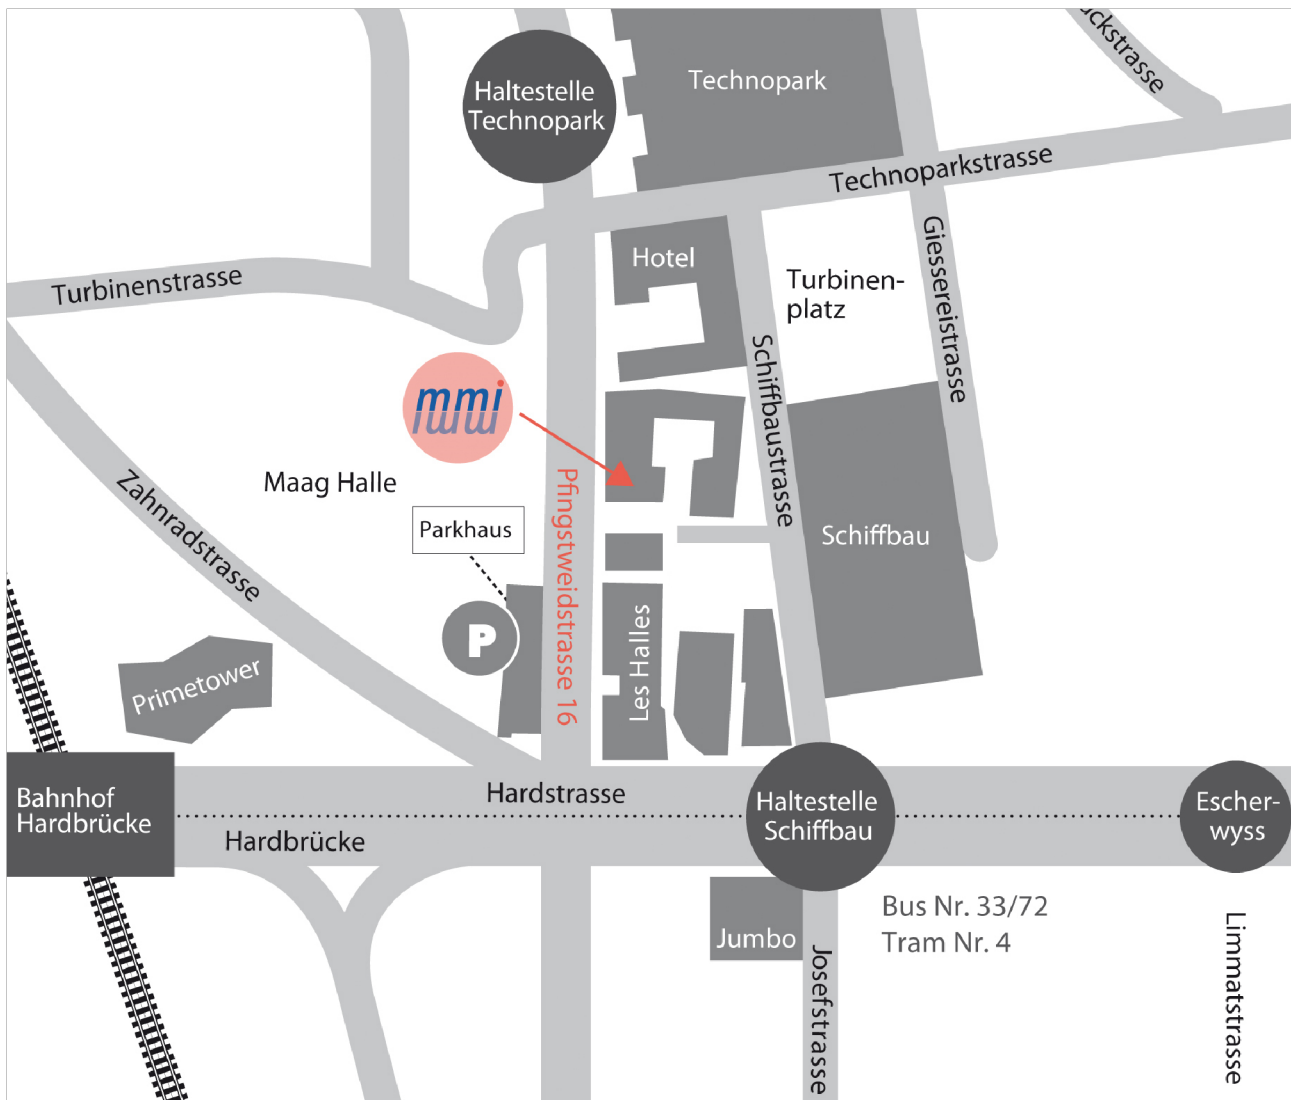 Haltestelle
Technopark
Technopark
ckstrasse
Technoparkstrasse
Turbinenstrasse
Hotel
Turbinen-
platz
Giessereistrasse
Schiffbaustrasse
mmi
Maag Halle
Zahnradstrasse
Parkhaus
P
Pfingstweidstrasse 16
Schiffbau
Les Halles
Primetower
Bahnhof
Hardbrücke
Hardstrasse
Hardbrücke
Haltestelle
Schiffbau
Escher-
wyss
Jumbo
Bus Nr. 33/72
Tram Nr. 4
Josefstrasse
Limmatstrasse